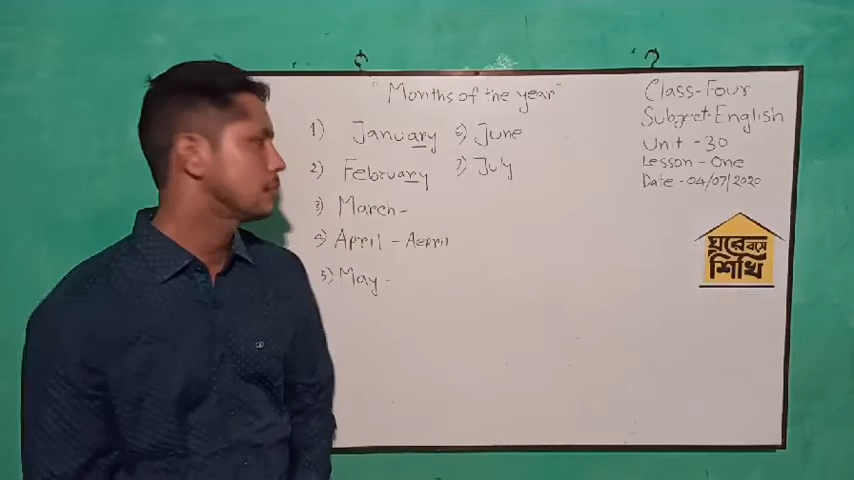 "Months of the year"
1) January
2) February
3) March -
4) April - Aepril
5) May -
6) June
7) July
Class-Four
Subject-English
Unit - 30
Lesson - One
Date - 04/07/2020
ঘরে বসে
শিখি